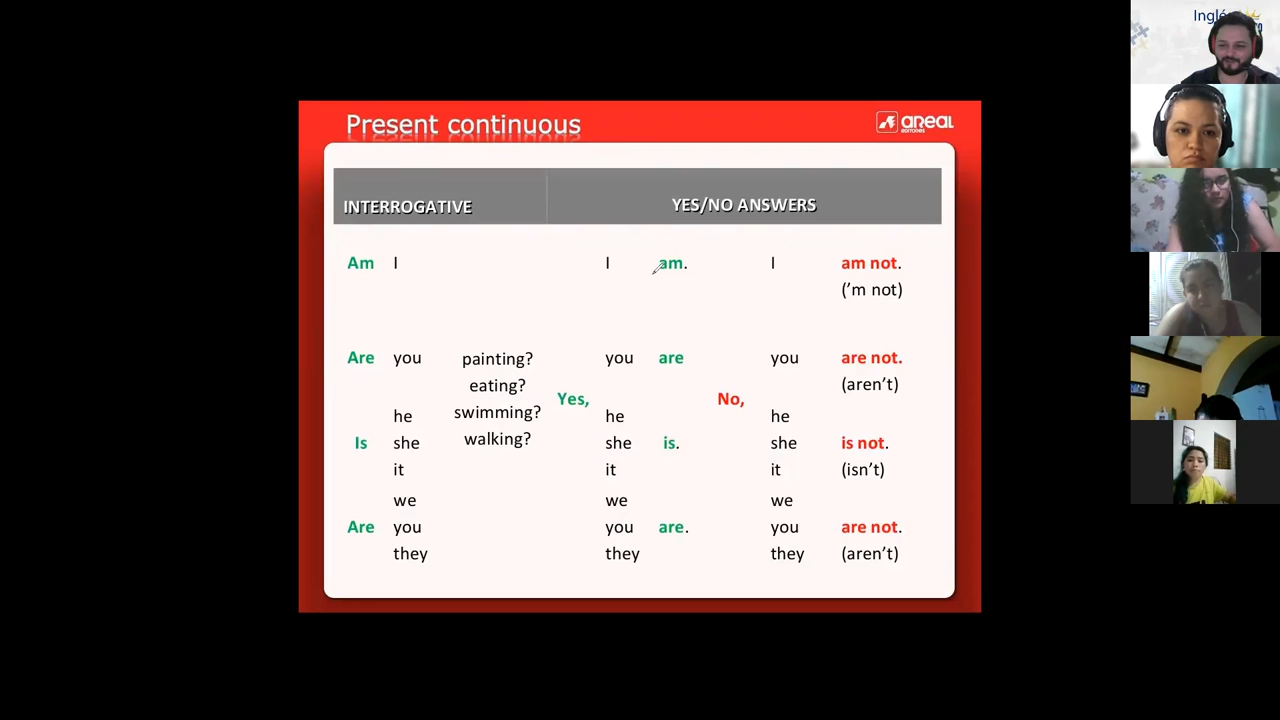 Present continuous
AREAL
EDITORES
INTERROGATIVE YES/NO ANSWERS
Am I I am. I am not.
('m not)
Are you painting? you are you are not.
eating? (aren't)
Yes, No,
he swimming? he he
Is she walking? she is. she is not.
it it it (isn't)
we we we
Are you you are. you are not.
they they they (aren't)